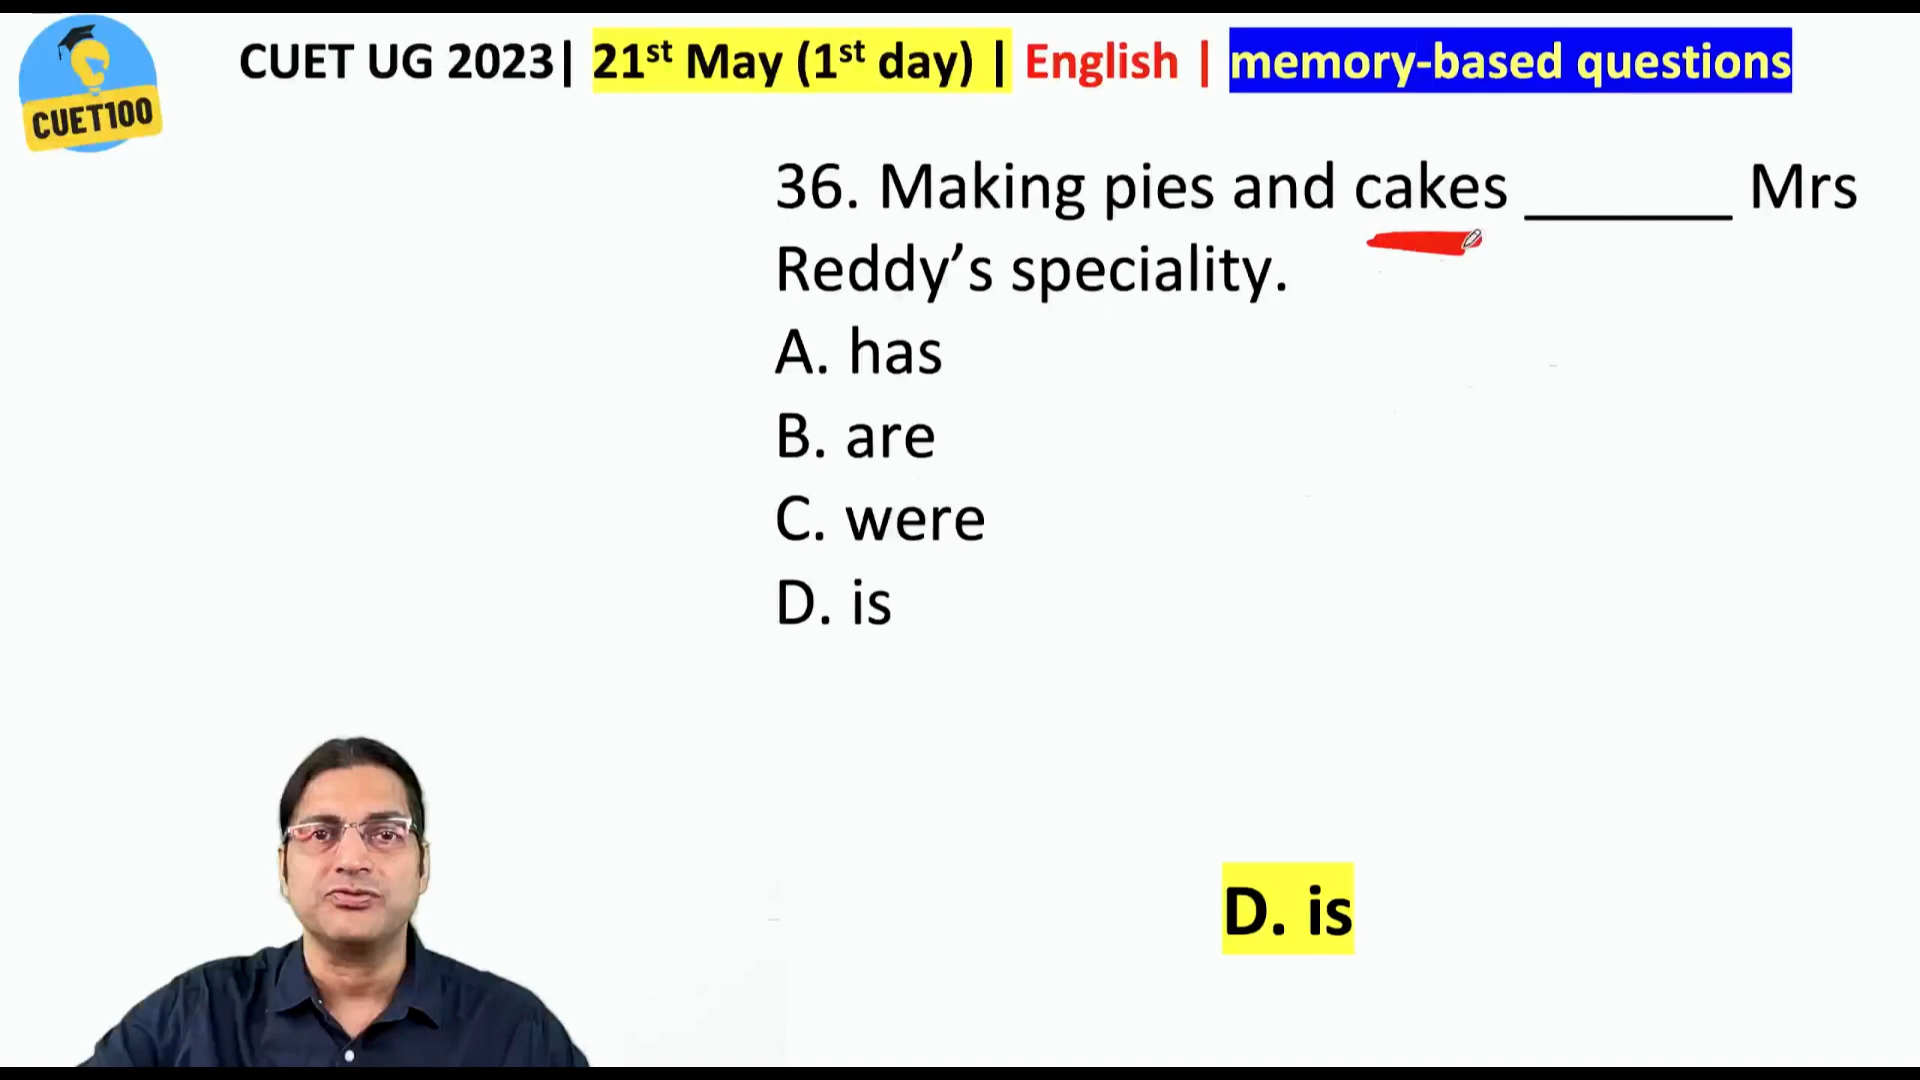 CUET UG 2023| 21st May (1st day) | English | memory-based questions
CUET100
36. Making pies and cakes ______ Mrs
Reddy’s speciality.
A. has
B. are
C. were
D. is
D. is